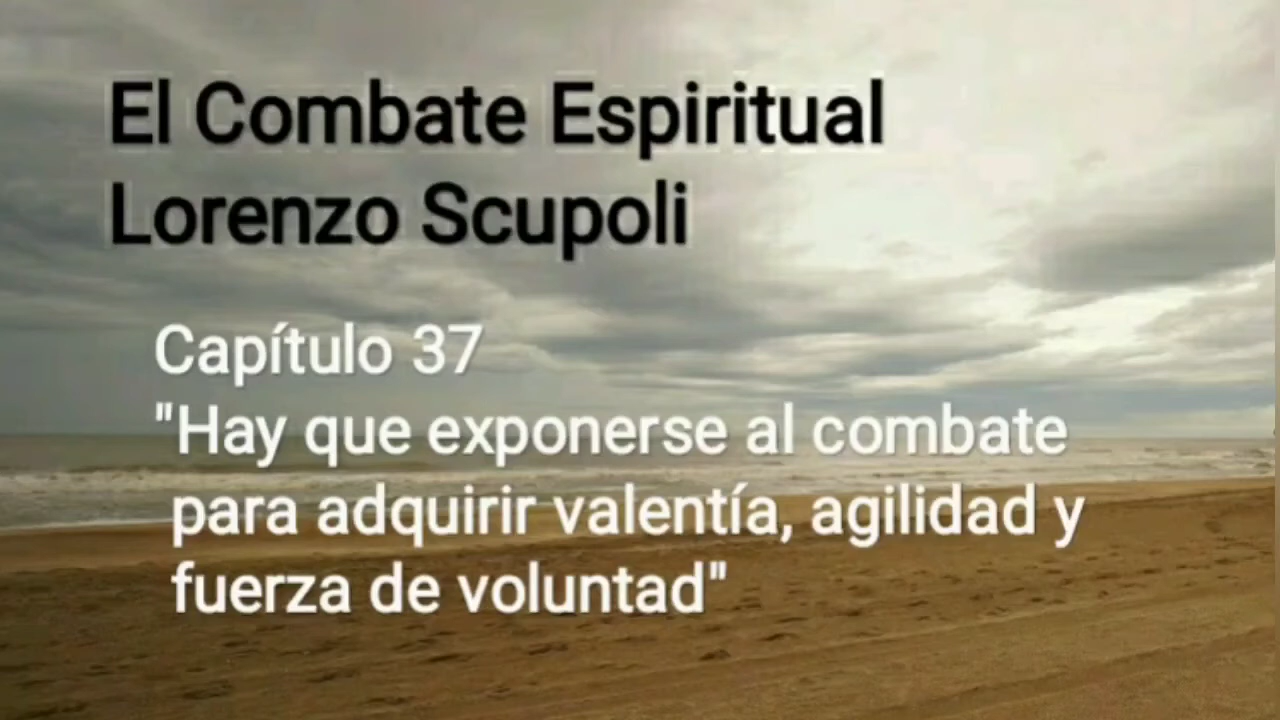 El Combate Espiritual
Lorenzo Scupoli
Capítulo 37
"Hay que exponerse al combate
para adquirir valentía, agilidad y
fuerza de voluntad"